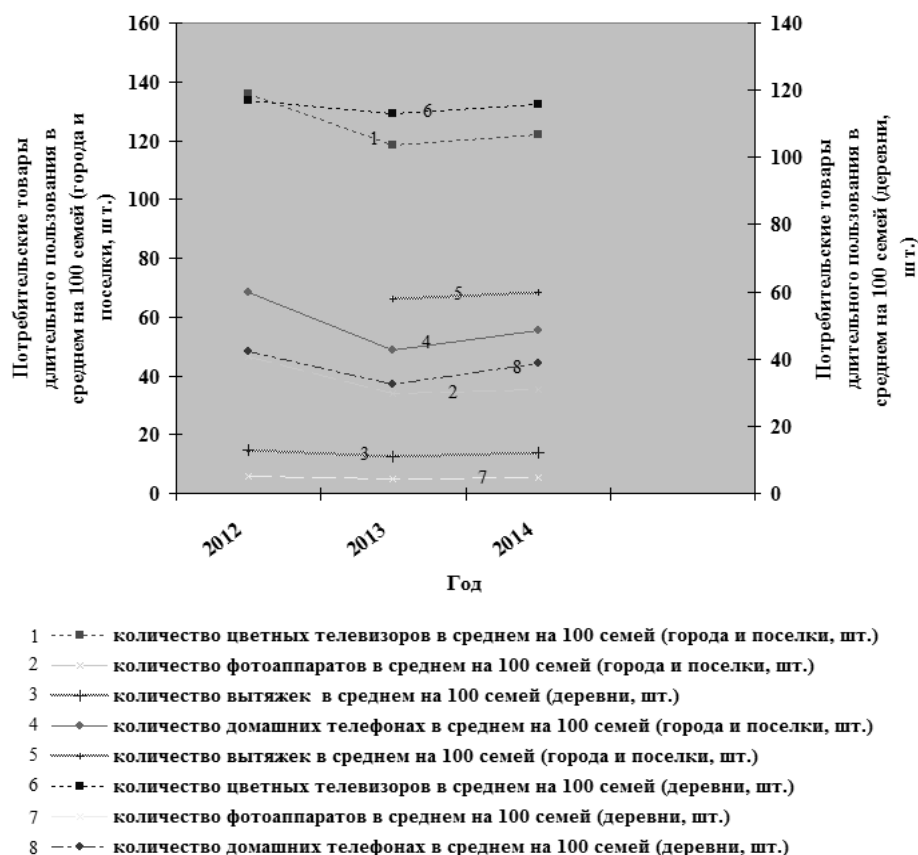 160
140
120
100
80
60
40
20
0
140
120
100
80
60
40
20
0
Потребительские товары
длительного пользования в
среднем на 100 семей (города и
поселки, шт.)
Потребительские товары
длительного пользования в
среднем на 100 семей (деревни,
шт.)
1
6
5
4
8
2
3
7
2012
2013
2014
Год
1 количество цветных телевизоров в среднем на 100 семей (города и поселки, шт.)
2 количество фотоаппаратов в среднем на 100 семей (города и поселки, шт.)
3 количество вытяжек в среднем на 100 семей (деревни, шт.)
4 количество домашних телефонах в среднем на 100 семей (города и поселки, шт.)
5 количество вытяжек в среднем на 100 семей (города и поселки, шт.)
6 количество цветных телевизоров в среднем на 100 семей (деревни, шт.)
7 количество фотоаппаратов в среднем на 100 семей (деревни, шт.)
8 количество домашних телефонах в среднем на 100 семей (деревни, шт.)